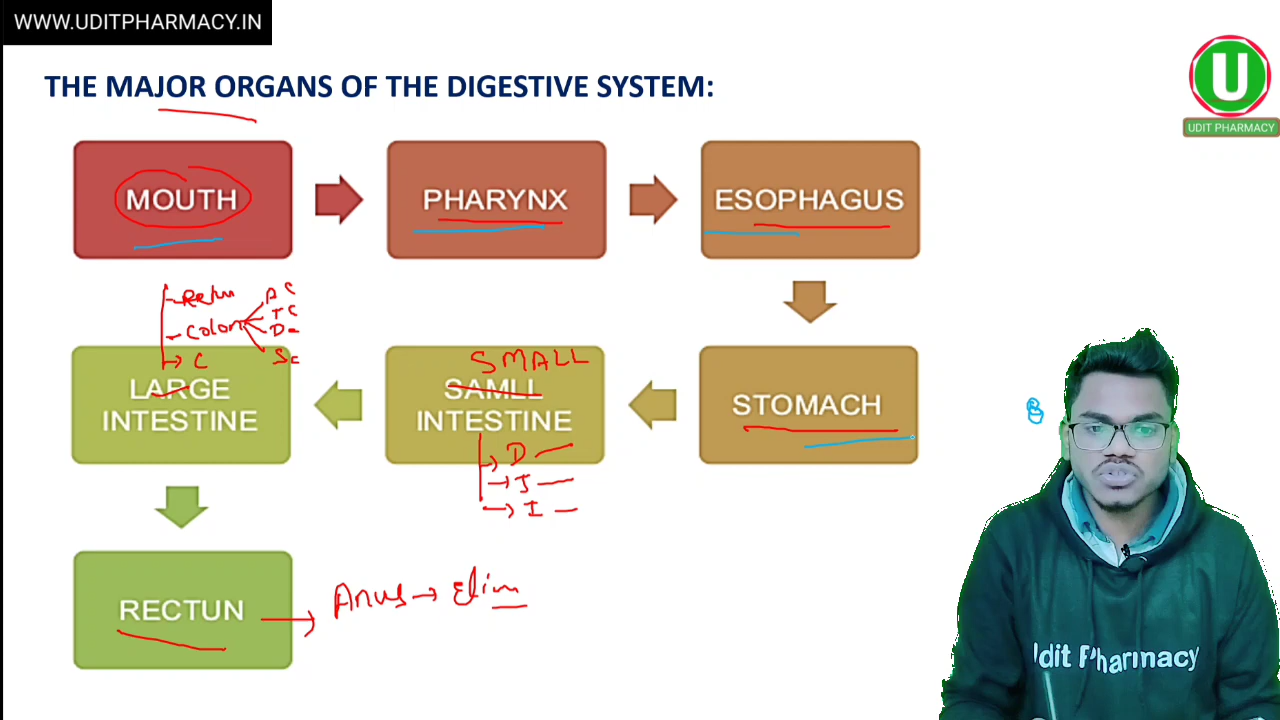 WWW.UDITPHARMACY.IN
THE MAJOR ORGANS OF THE DIGESTIVE SYSTEM:
U
UDIT PHARMACY
MOUTH
PHARYNX
ESOPHAGUS
Colon
A C
T C
C
LARGE
INTESTINE
SMALL
SAMLL
INTESTINE
D
J
I
STOMACH
RECTUN
Anus → Elim
Udit Pharmacy